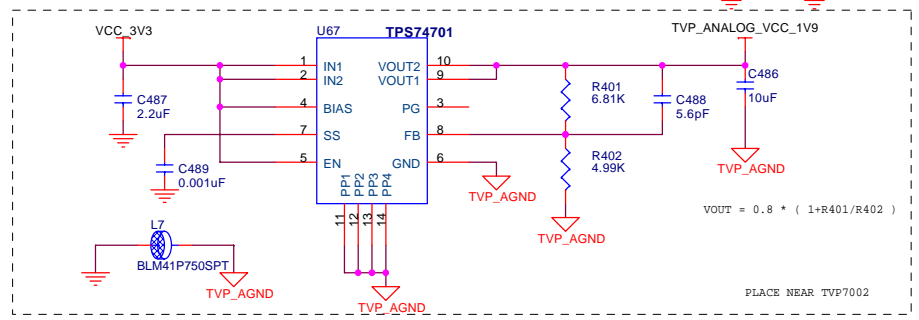 VCC_3V3
U67
TPS74701
TVP_ANALOG_VCC_1V9
1 IN1
2 IN2
4 BIAS
7 SS
5 EN
VOUT2 10
VOUT1 9
PG 3
FB 8
GND 6
PP1
PP2
PP3
PP4
11
12
13
14
C487
2.2uF
C489
0.001uF
R401
6.81K
C488
5.6pF
C486
10uF
R402
4.99K
TVP_AGND
TVP_AGND
TVP_AGND
VOUT = 0.8 * ( 1+R401/R402 )
L7
BLM41P750SPT
TVP_AGND
TVP_AGND
PLACE NEAR TVP7002